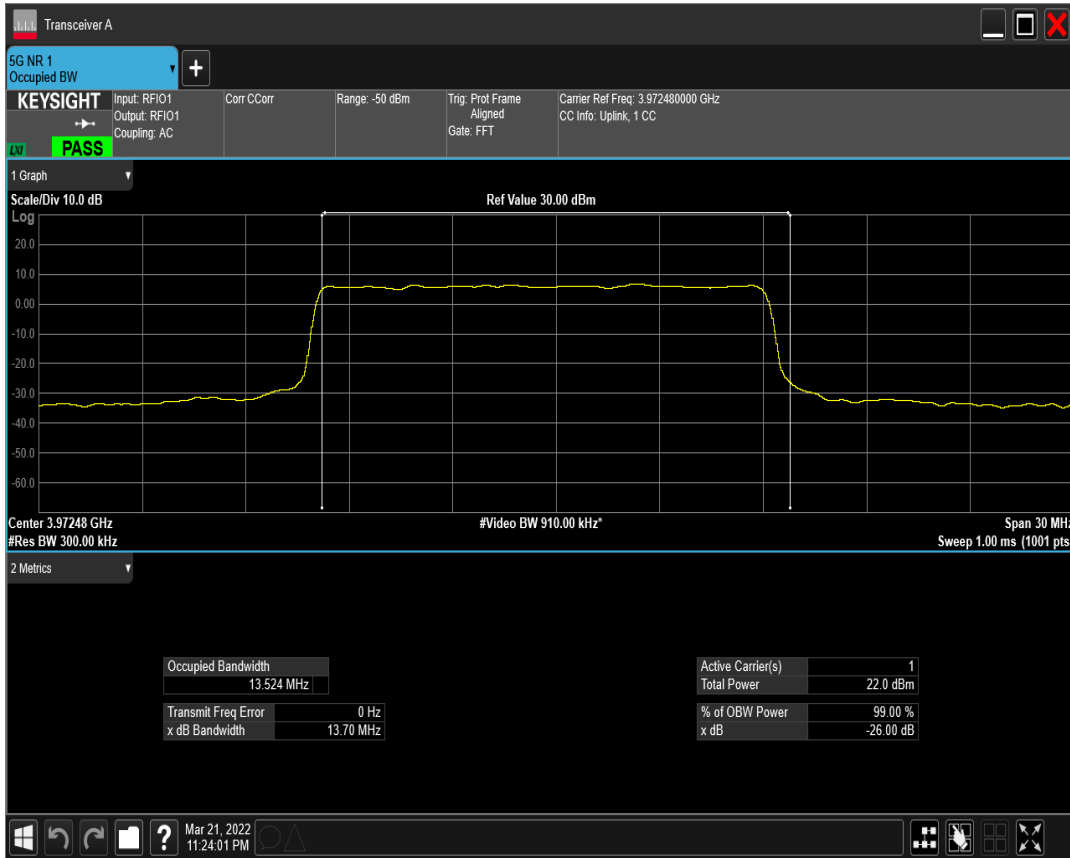 Transceiver A
5G NR 1
Occupied BW
KEYSIGHT
Input: RFIO1
Output: RFIO1
Coupling: AC
LXI
PASS
Corr CCorr
Range: -50 dBm
Trig: Prot Frame
Aligned
Gate: FFT
Carrier Ref Freq: 3.972480000 GHz
CC Info: Uplink, 1 CC
1 Graph
Scale/Div 10.0 dB
Ref Value 30.00 dBm
Log
20.0
10.0
0.00
-10.0
-20.0
-30.0
-40.0
-50.0
-60.0
Center 3.97248 GHz
#Video BW 910.00 kHz*
Span 30 MHz
#Res BW 300.00 kHz
Sweep 1.00 ms (1001 pts
2 Metrics
Occupied Bandwidth
13.524 MHz
Transmit Freq Error 0 Hz
x dB Bandwidth 13.70 MHz
Active Carrier(s) 1
Total Power 22.0 dBm
% of OBW Power 99.00 %
x dB -26.00 dB
?
Mar 21, 2022
11:24:01 PM